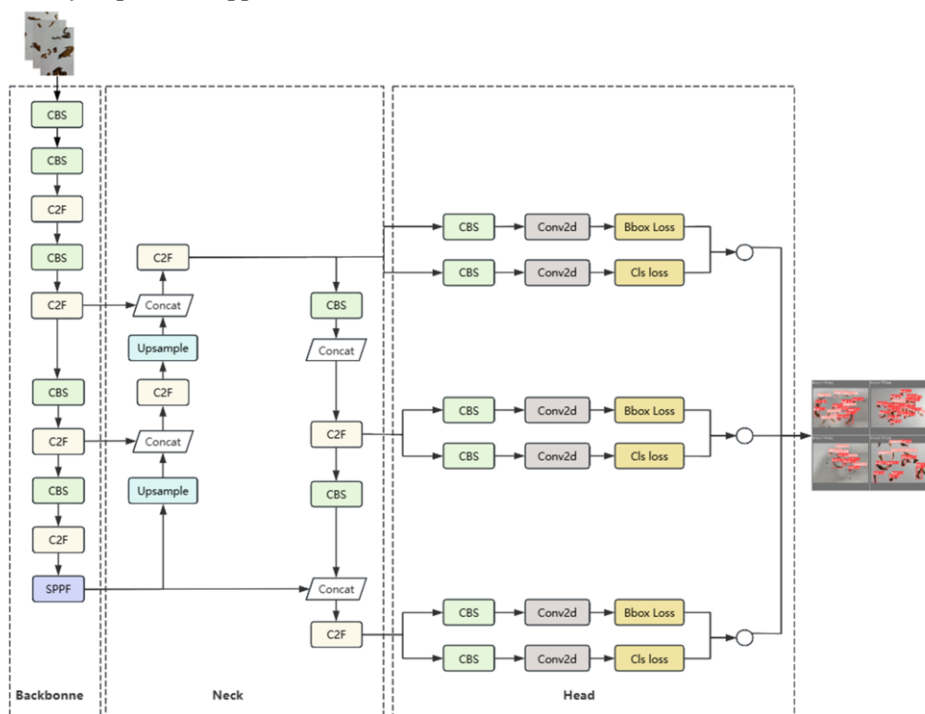 CBS
CBS
C2F
CBS
C2F
CBS
C2F
CBS
C2F
SPPF
Backbonne
C2F
Concat
Upsample
C2F
Concat
Upsample
CBS
Concat
C2F
CBS
Concat
C2F
Neck
CBS Conv2d Bbox Loss
CBS Conv2d Cls loss
CBS Conv2d Bbox Loss
CBS Conv2d Cls loss
CBS Conv2d Bbox Loss
CBS Conv2d Cls loss
Head